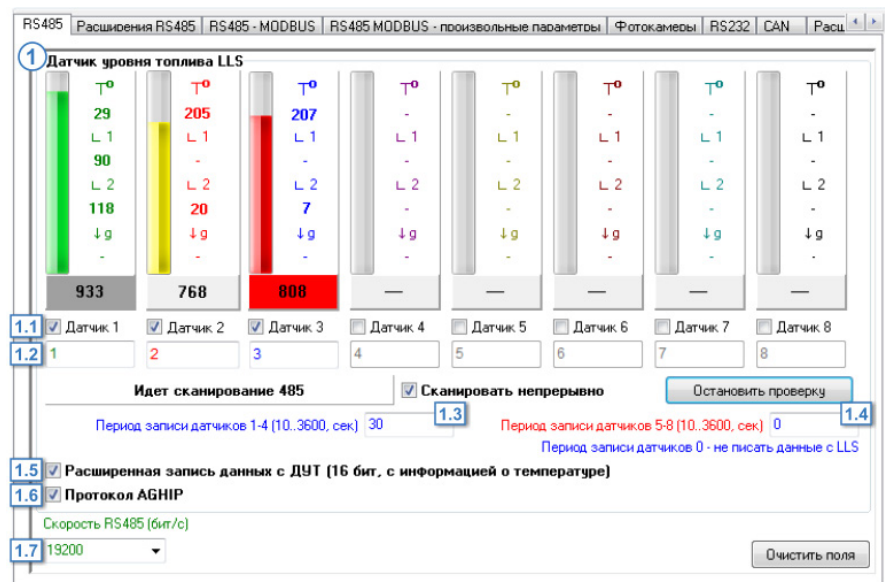 RS485 Расширения RS485 RS485 - MODBUS RS485 MODBUS - произвольные параметры Фотокамеры RS232 CAN Расш
1 Датчик уровня топлива LLS
T° T° T° T° T° T° T° T°
29 205 207 - - - - -
∟ 1 ∟ 1 ∟ 1 ∟ 1 ∟ 1 ∟ 1 ∟ 1 ∟ 1
90 - - - - - - -
∟ 2 ∟ 2 ∟ 2 ∟ 2 ∟ 2 ∟ 2 ∟ 2 ∟ 2
118 20 7 - - - - -
↓g ↓g ↓g ↓g ↓g ↓g ↓g ↓g
- - - - - - - -
933 768 808 — — — — —
1.1 Датчик 1 Датчик 2 Датчик 3 Датчик 4 Датчик 5 Датчик 6 Датчик 7 Датчик 8
1.2 1 2 3 4 5 6 7 8
Идет сканирование 485 Сканировать непрерывно Остановить проверку
Период записи датчиков 1-4 (10..3600, сек) 30 1.3 Период записи датчиков 5-8 (10..3600, сек) 0 1.4
Период записи датчиков 0 - не писать данные с LLS
1.5 Расширенная запись данных с ДУТ (16 бит, с информацией о температуре)
1.6 Протокол AGHIP
Скорость RS485 (бит/с)
1.7 19200 Очистить поля